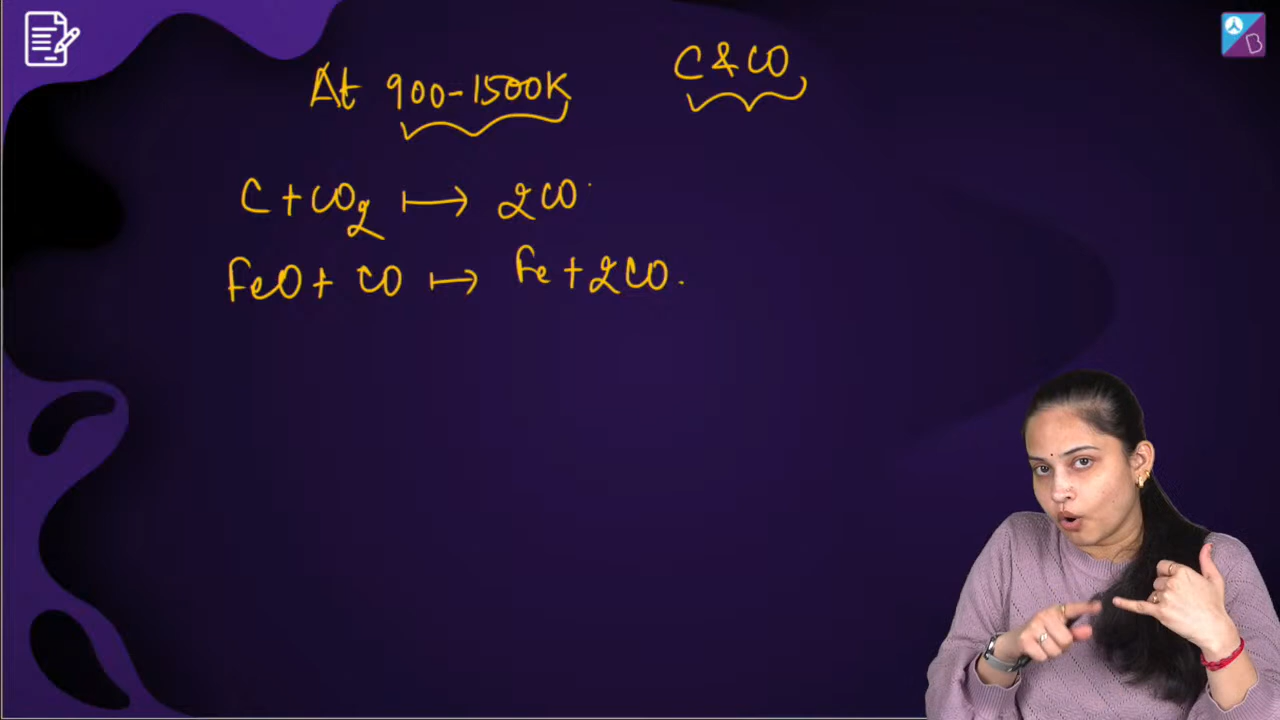 At 900-1500K
C & CO
C + CO2 ⟼ 2CO
FeO + CO ⟼ Fe + 2CO.
B